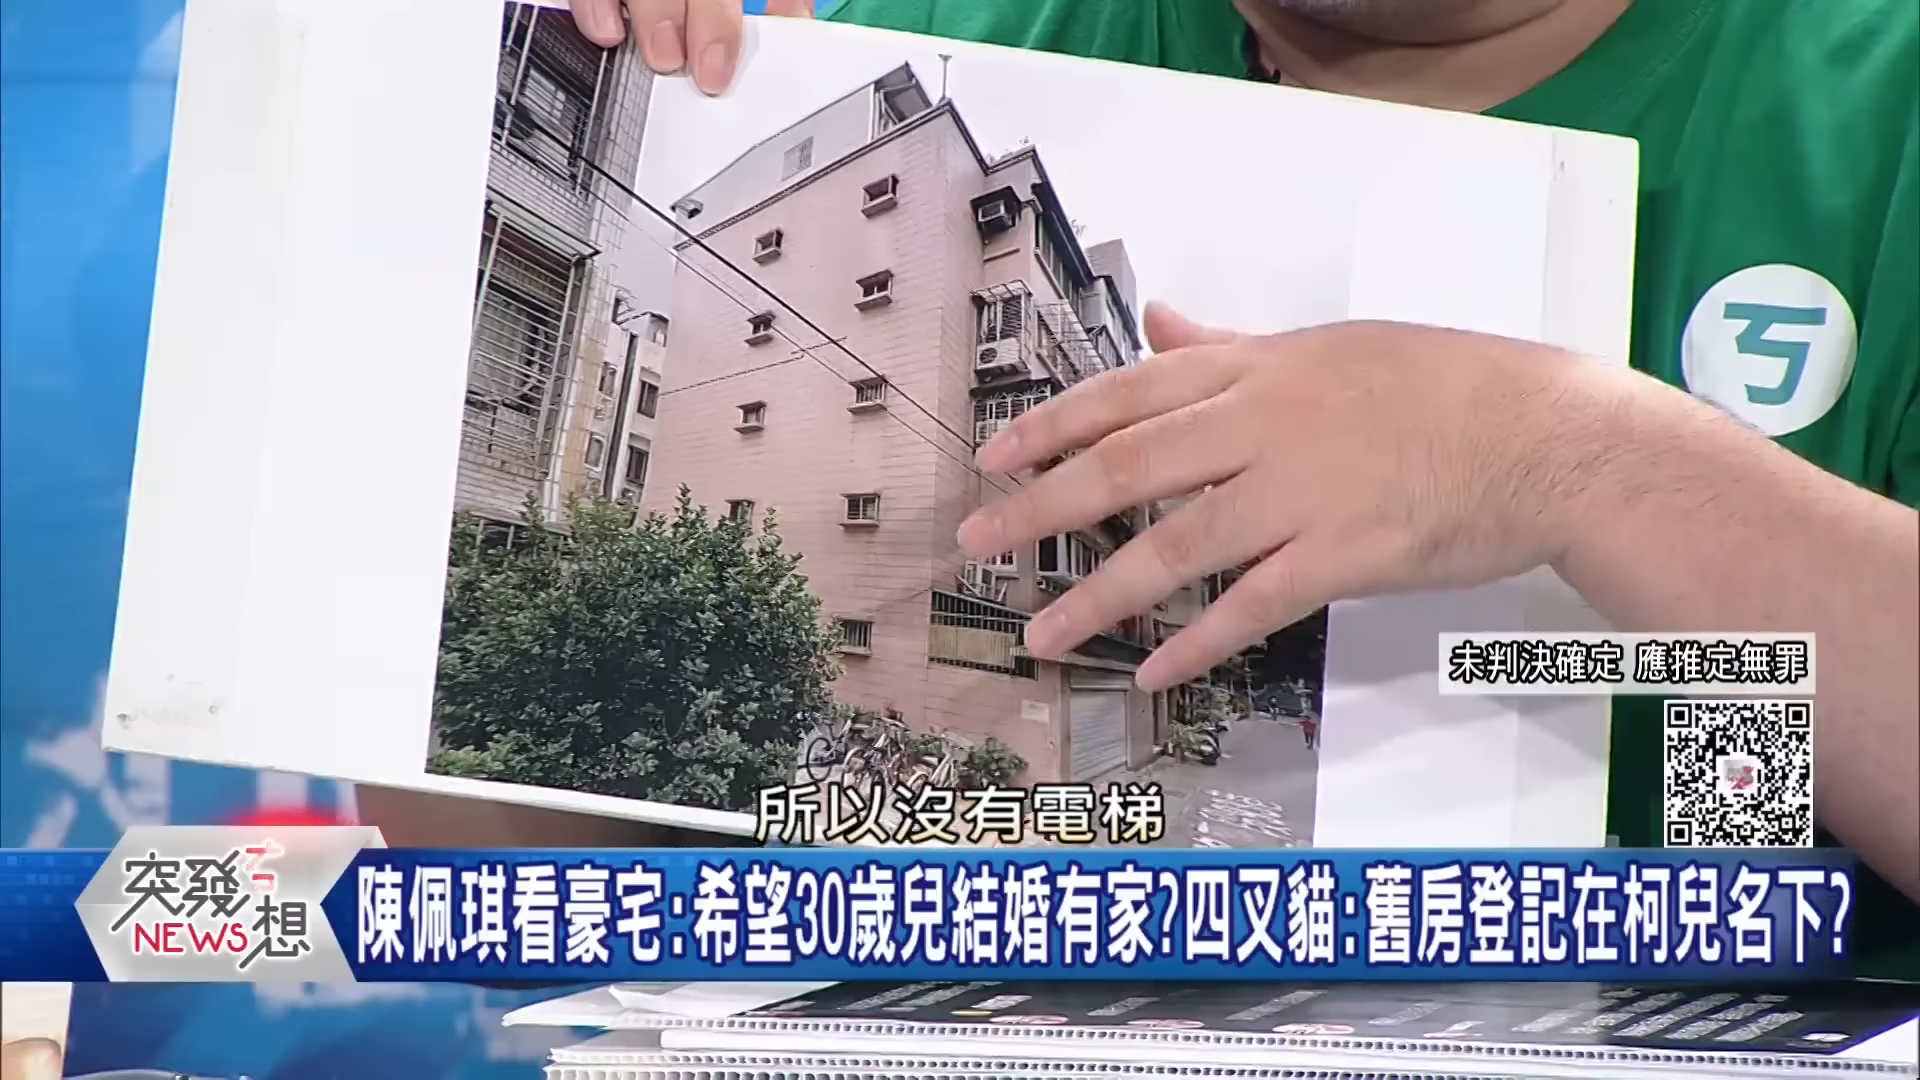 ㄎ
未判決確定 應推定無罪
所以沒有電梯
突發云想
NEWS
陳佩琪看豪宅:希望30歲兒結婚有家?四叉貓:舊房登記在柯兒名下?